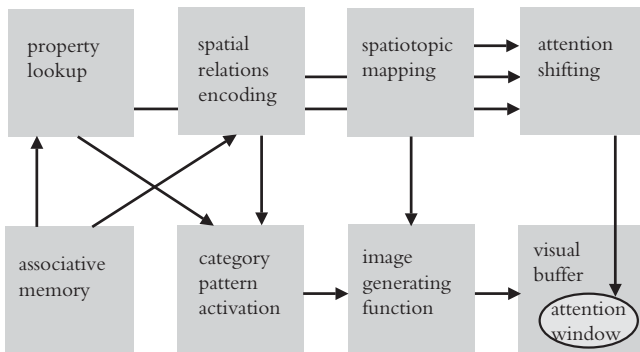 property
lookup
spatial
relations
encoding
spatiotopic
mapping
attention
shifting
associative
memory
category
pattern
activation
image
generating
function
visual
buffer
attention
window